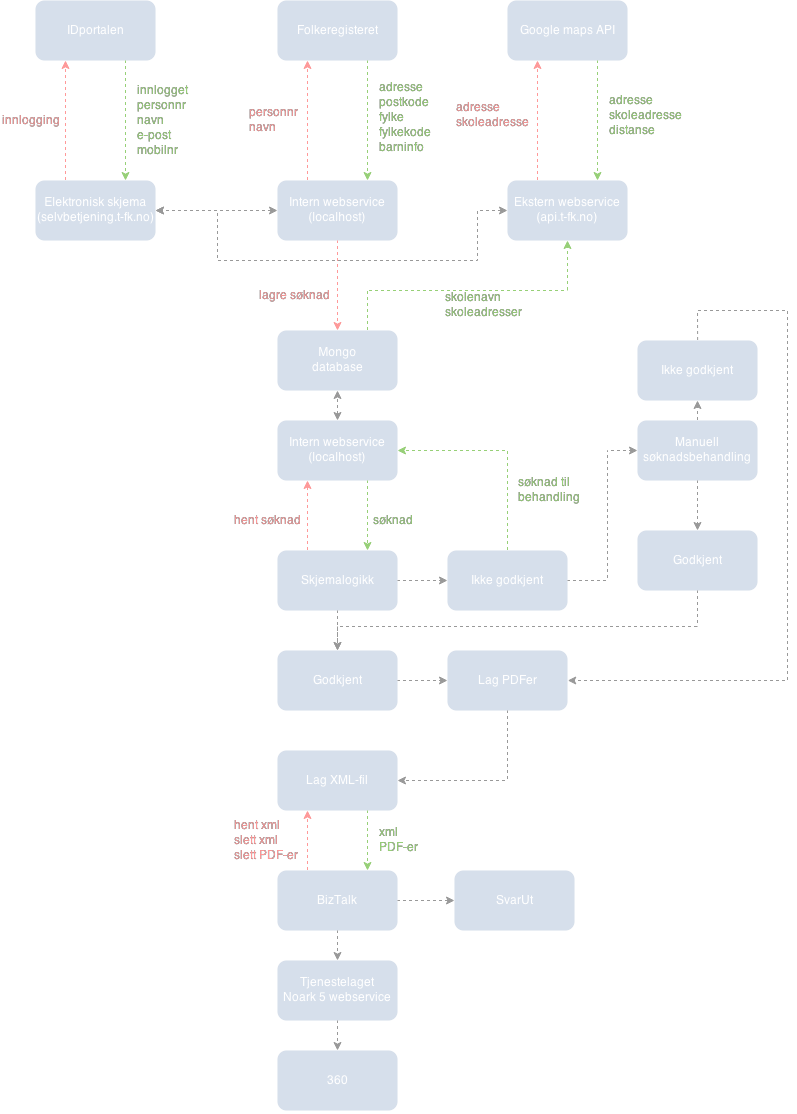 IDportalen
Folkeregisteret
Google maps API
innlogging
innlogget
personnr
navn
e-post
mobilnr
personnr
navn
adresse
postkode
fylke
fylkekode
barninfo
adresse
skoleadresse
adresse
skoleadresse
distanse
Elektronisk skjema
(selvbetjening.t-fk.no)
Intern webservice
(localhost)
Ekstern webservice
(api.t-fk.no)
lagre søknad
skolenavn
skoleadresser
Mongo
database
Ikke godkjent
Intern webservice
(localhost)
Manuell
søknadsbehandling
søknad til
behandling
hent søknad
søknad
Skjemalogikk
Ikke godkjent
Godkjent
Godkjent
Lag PDFer
Lag XML-fil
hent xml
slett xml
slett PDF-er
xml
PDF-er
BizTalk
SvarUt
Tjenestelaget
Noark 5 webservice
360